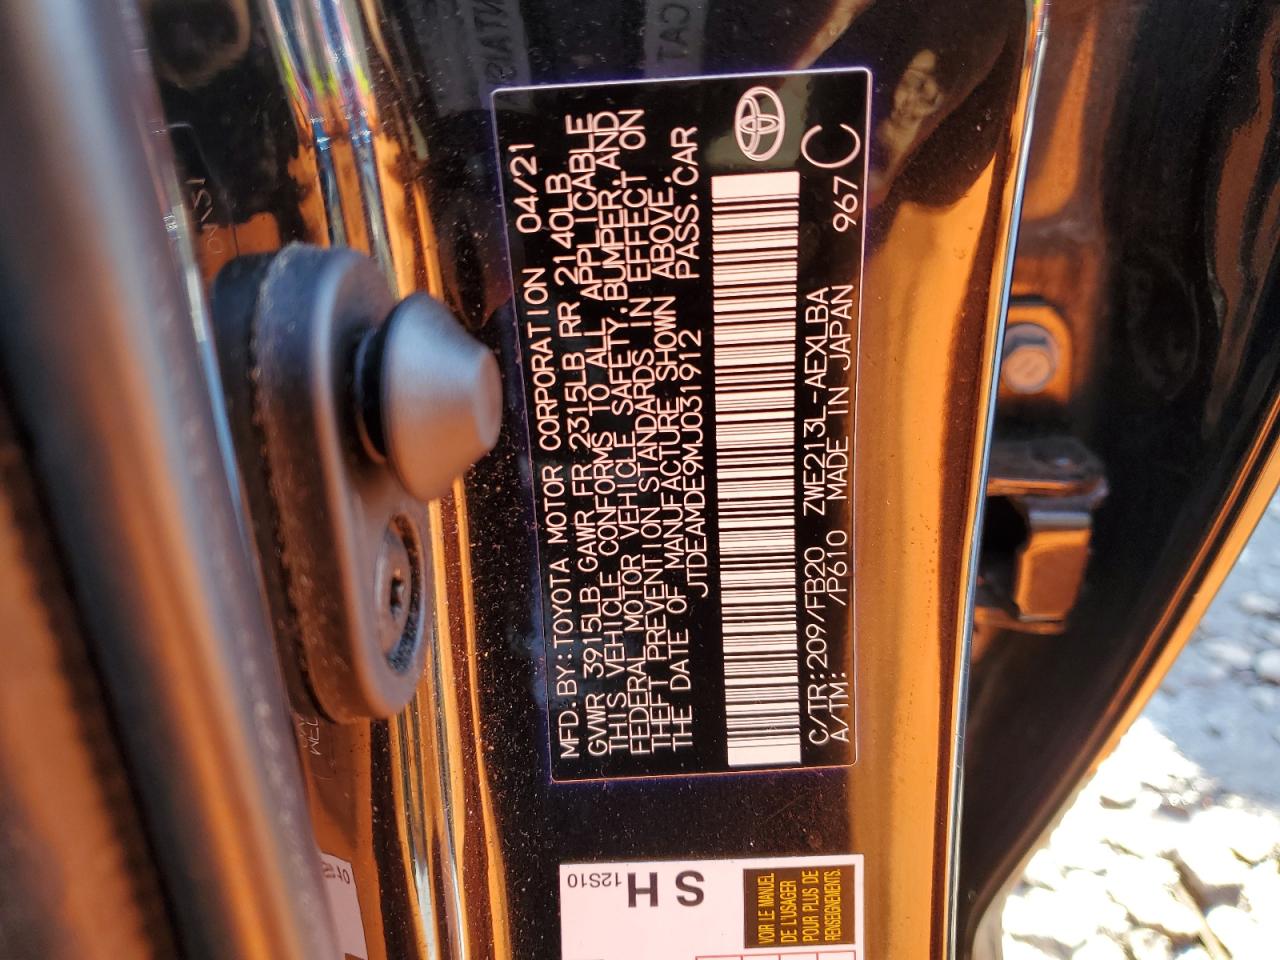 MFD. BY: TOYOTA MOTOR CORPORATION 04/21
GVWR 3915LB GAWR FR 2315LB RR 2140LB
THIS VEHICLE CONFORMS TO ALL APPLICABLE
FEDERAL MOTOR VEHICLE SAFETY, BUMPER, AND
THEFT PREVENTION STANDARDS IN EFFECT ON
THE DATE OF MANUFACTURE SHOWN ABOVE.
JTDEAMDE9MJ031912 PASS. CAR
C/TR: 209/FB20 ZWE213L-AEXLBA 967 C
A/TM: /P610 MADE IN JAPAN
SH
12S10
VOIR LE MANUEL
DE L'USAGER
POUR PLUS DE
RENSEIGNEMENTS.